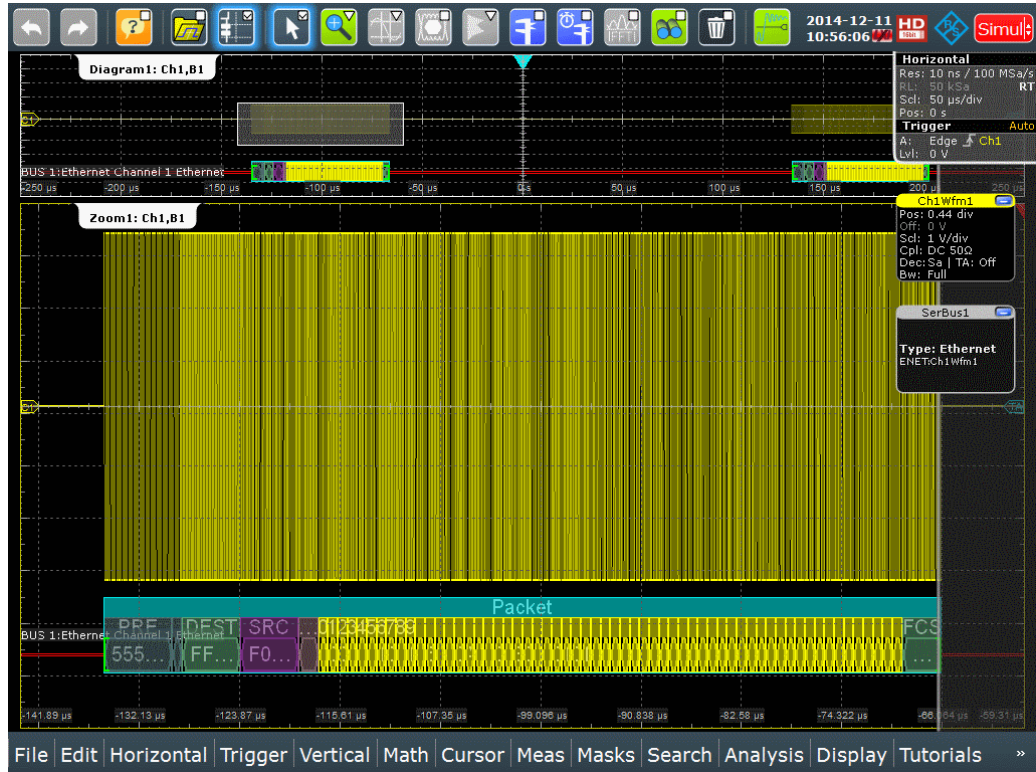 2014-12-11
10:56:06
HD
16bit
R S
Simul
Diagram1: Ch1,B1
Horizontal
Res: 10 ns / 100 MSa/s
RL: 50 kSa RT
Scl: 50 µs/div
Pos: 0 s
Trigger Auto
A: Edge Ch1
Lvl: 0 V
C1
BUS 1:Ethernet Channel 1 Ethernet
-250 µs -200 µs -150 µs -100 µs -50 µs 0 s 50 µs 100 µs 150 µs 200 µs 250 µs
Zoom1: Ch1,B1
Ch1Wfm1
Pos: 0.44 div
Off: 0 V
Scl: 1 V/div
Cpl: DC 50Ω
Dec: Sa | TA: Off
Bw: Full
SerBus1
Type: Ethernet
ENET:Ch1Wfm1
C1
TA
Packet
PRE DEST SRC ... 0123456789 FCS
BUS 1:Ethernet Channel 1 Ethernet
555... FF... F0... ...
-141.89 µs -132.13 µs -123.87 µs -115.61 µs -107.35 µs -99.096 µs -90.838 µs -82.58 µs -74.322 µs -66.064 µs -59.31 µs
File Edit Horizontal Trigger Vertical Math Cursor Meas Masks Search Analysis Display Tutorials »